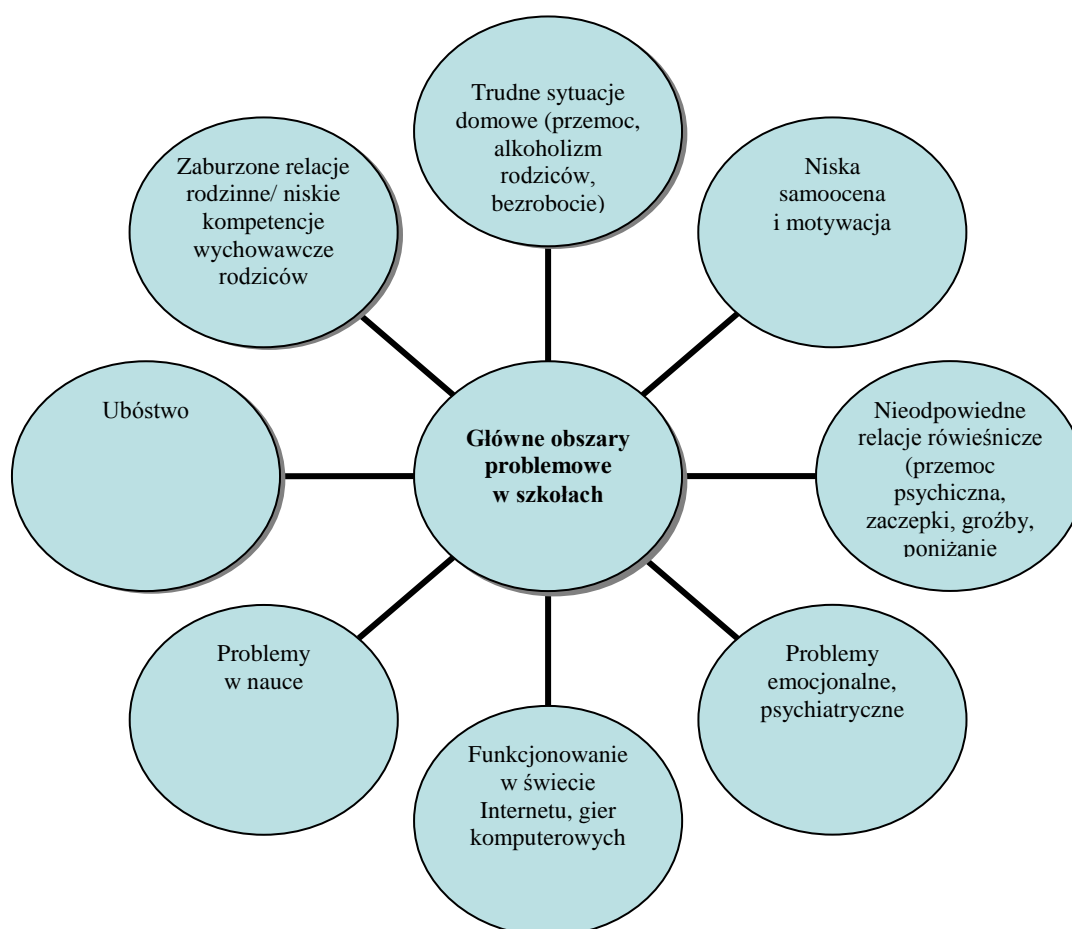 Trudne sytuacje
domowe (przemoc,
alkoholizm
rodziców,
bezrobocie)
Niska
samoocena
i motywacja
Nieodpowiedne
relacje rówieśnicze
(przemoc
psychiczna,
zaczepki, groźby,
poniżanie
Problemy
emocjonalne,
psychiatryczne
Funkcjonowanie
w świecie
Internetu, gier
komputerowych
Problemy
w nauce
Ubóstwo
Zaburzone relacje
rodzinne/ niskie
kompetencje
wychowawcze
rodziców
Główne obszary
problemowe
w szkołach